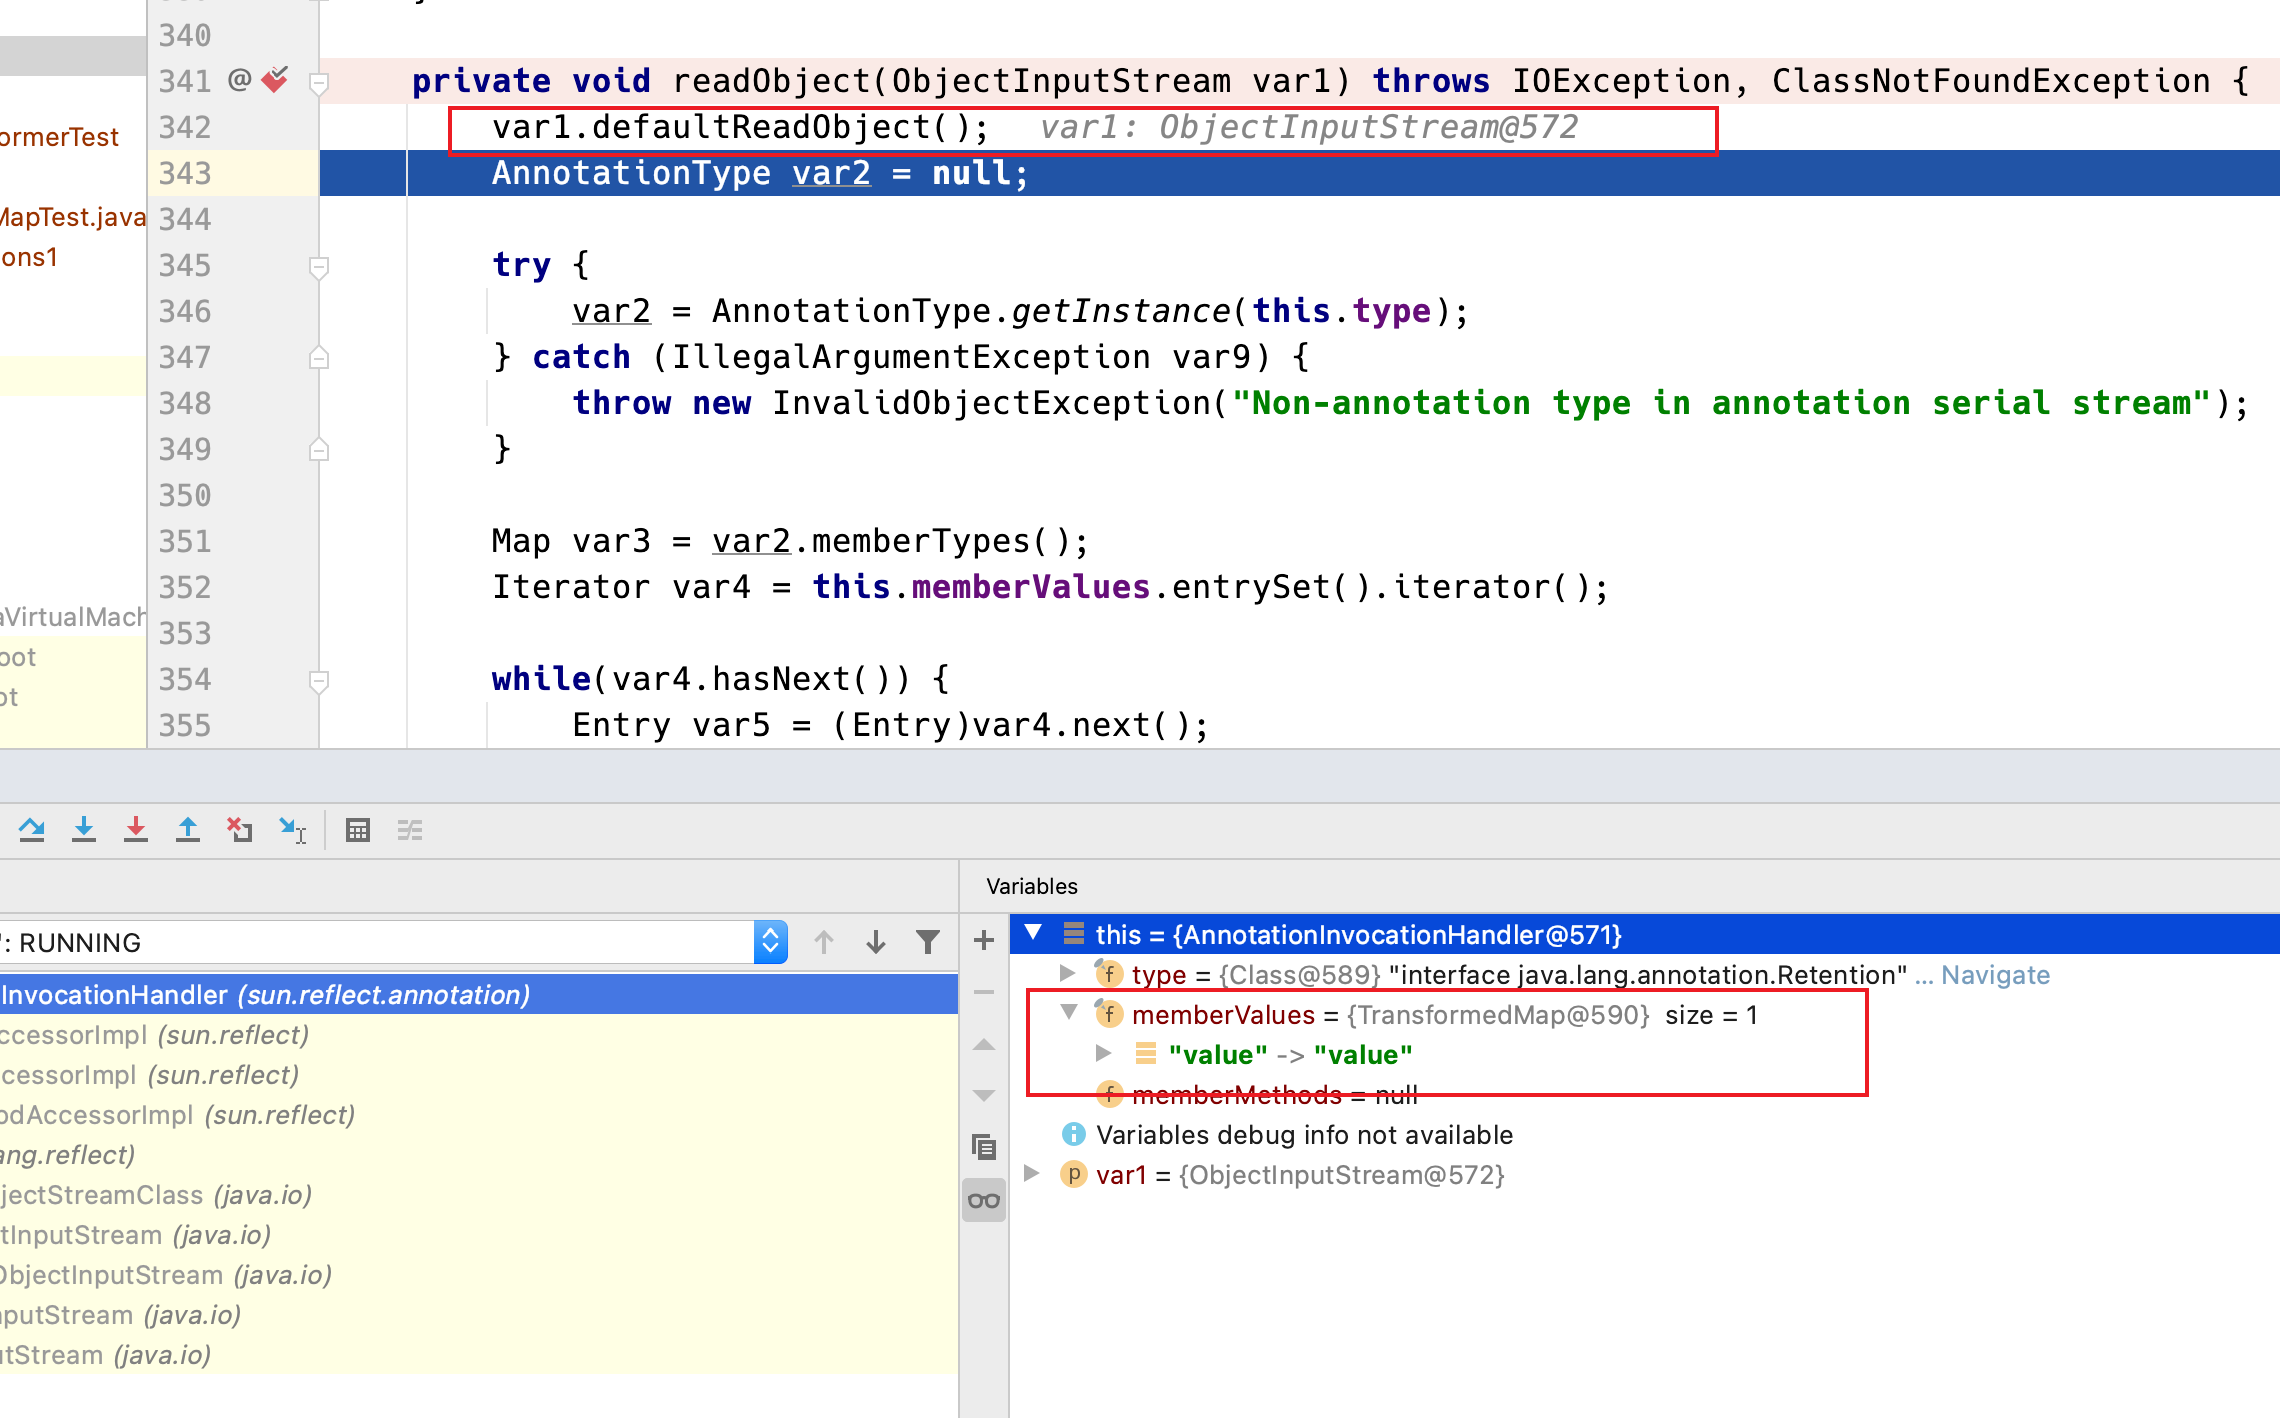 340
341 @ private void readObject(ObjectInputStream var1) throws IOException, ClassNotFoundException {
342 var1.defaultReadObject(); var1: ObjectInputStream@572
343 AnnotationType var2 = null;
344
345 try {
346 var2 = AnnotationType.getInstance(this.type);
347 } catch (IllegalArgumentException var9) {
348 throw new InvalidObjectException("Non-annotation type in annotation serial stream");
349 }
350
351 Map var3 = var2.memberTypes();
352 Iterator var4 = this.memberValues.entrySet().iterator();
353
354 while(var4.hasNext()) {
355 Entry var5 = (Entry)var4.next();
ormerTest
MapTest.java
ons1
aVirtualMach
oot
ot
": RUNNING
InvocationHandler (sun.reflect.annotation)
ccessorImpl (sun.reflect)
cessorImpl (sun.reflect)
odAccessorImpl (sun.reflect)
ang.reflect)
jectStreamClass (java.io)
tInputStream (java.io)
ObjectInputStream (java.io)
nputStream (java.io)
utStream (java.io)
Variables
this = {AnnotationInvocationHandler@571}
type = {Class@589} "interface java.lang.annotation.Retention" ... Navigate
memberValues = {TransformedMap@590} size = 1
"value" -> "value"
memberMethods = null
Variables debug info not available
var1 = {ObjectInputStream@572}